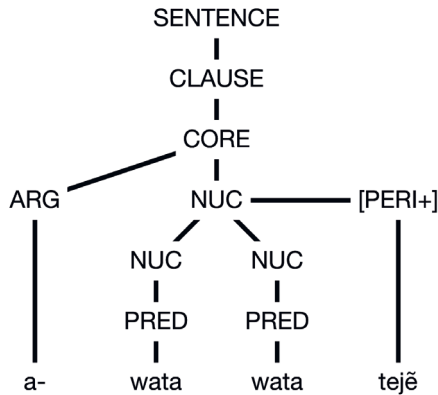 SENTENCE
CLAUSE
CORE
ARG NUC [PERI+]
NUC NUC
PRED PRED
a- wata wata tejẽ